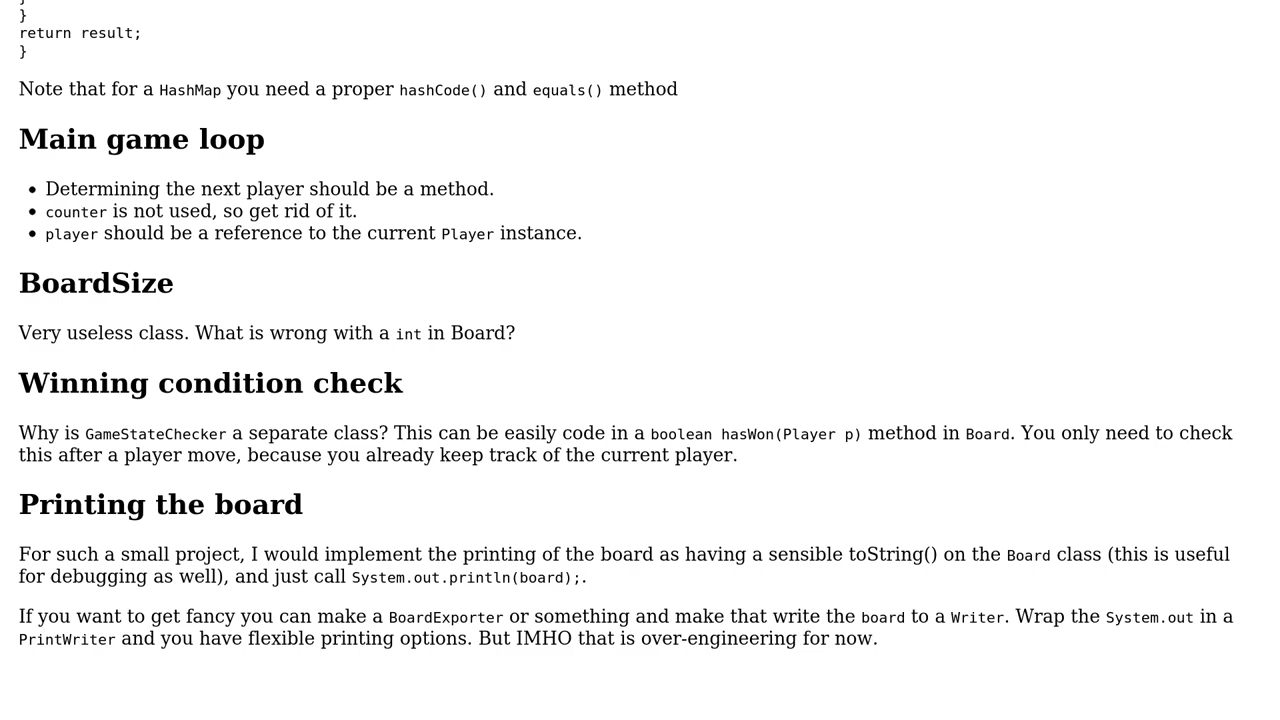 }
return result;
}
Note that for a HashMap you need a proper hashCode() and equals() method
Main game loop
• Determining the next player should be a method.
• counter is not used, so get rid of it.
• player should be a reference to the current Player instance.
BoardSize
Very useless class. What is wrong with a int in Board?
Winning condition check
Why is GameStateChecker a separate class? This can be easily code in a boolean hasWon(Player p) method in Board. You only need to check
this after a player move, because you already keep track of the current player.
Printing the board
For such a small project, I would implement the printing of the board as having a sensible toString() on the Board class (this is useful
for debugging as well), and just call System.out.println(board);.
If you want to get fancy you can make a BoardExporter or something and make that write the board to a Writer. Wrap the System.out in a
PrintWriter and you have flexible printing options. But IMHO that is over-engineering for now.